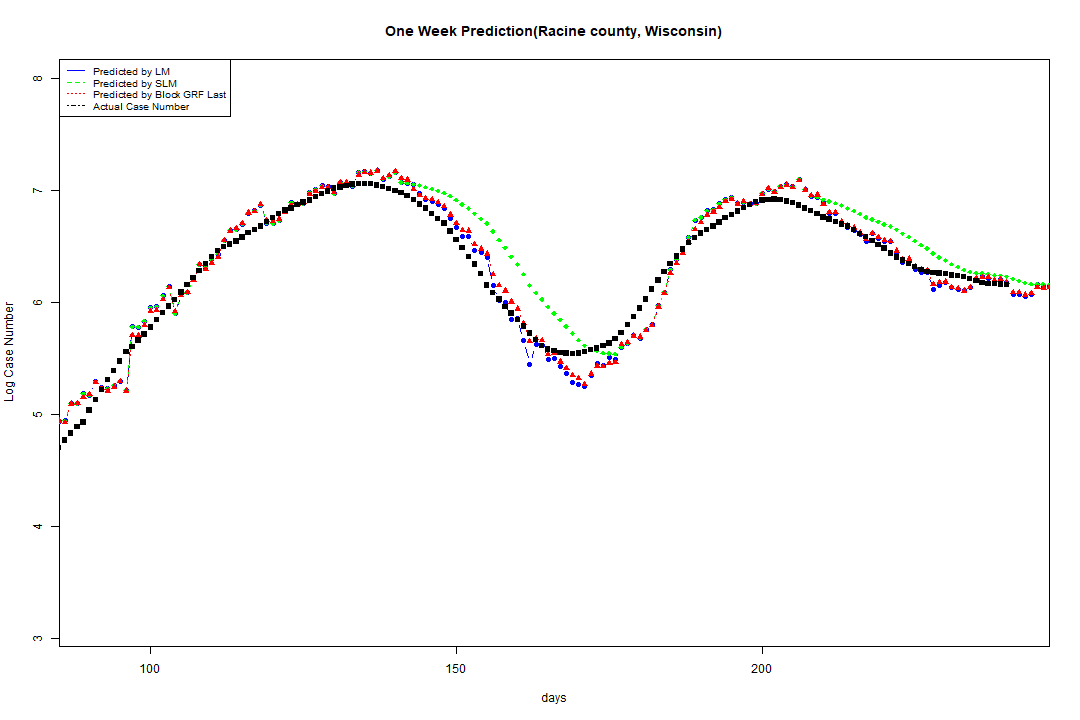 One Week Prediction(Racine county, Wisconsin)
Predicted by LM
Predicted by SLM
Predicted by Block GRF Last
Actual Case Number
8
7
6
5
4
3
Log Case Number
100
150
200
days